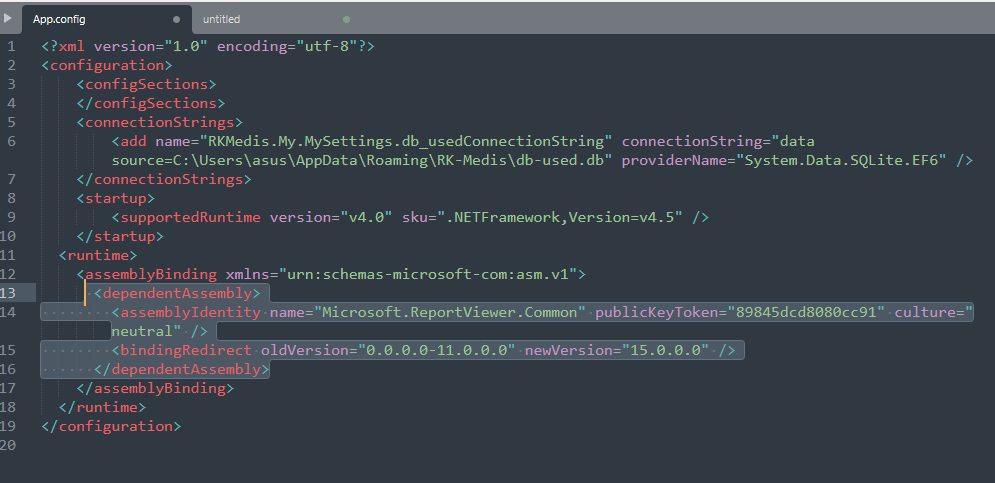 App.config
untitled
1 <?xml version="1.0" encoding="utf-8"?>
2 <configuration>
3 <configSections>
4 </configSections>
5 <connectionStrings>
6 <add name="RKMedis.My.MySettings.db_usedConnectionString" connectionString="data
source=C:\Users\asus\AppData\Roaming\RK-Medis\db-used.db" providerName="System.Data.SQLite.EF6" />
7 </connectionStrings>
8 <startup>
9 <supportedRuntime version="v4.0" sku=".NETFramework,Version=v4.5" />
10 </startup>
11 <runtime>
12 <assemblyBinding xmlns="urn:schemas-microsoft-com:asm.v1">
13 <dependentAssembly>
14 <assemblyIdentity name="Microsoft.ReportViewer.Common" publicKeyToken="89845dcd8080cc91" culture="
neutral" />
15 <bindingRedirect oldVersion="0.0.0.0-11.0.0.0" newVersion="15.0.0.0" />
16 </dependentAssembly>
17 </assemblyBinding>
18 </runtime>
19 </configuration>
20